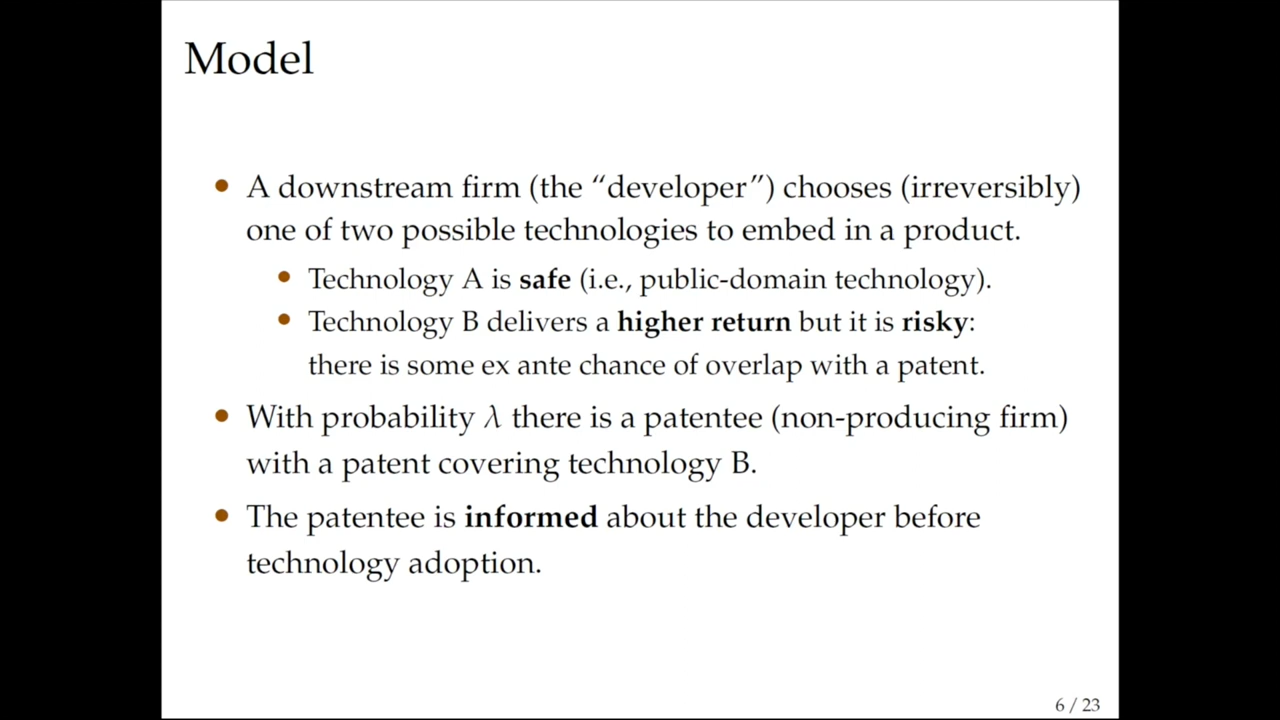 Model
• A downstream firm (the “developer”) chooses (irreversibly)
one of two possible technologies to embed in a product.
• Technology A is safe (i.e., public-domain technology).
• Technology B delivers a higher return but it is risky:
there is some ex ante chance of overlap with a patent.
• With probability λ there is a patentee (non-producing firm)
with a patent covering technology B.
• The patentee is informed about the developer before
technology adoption.
6 / 23